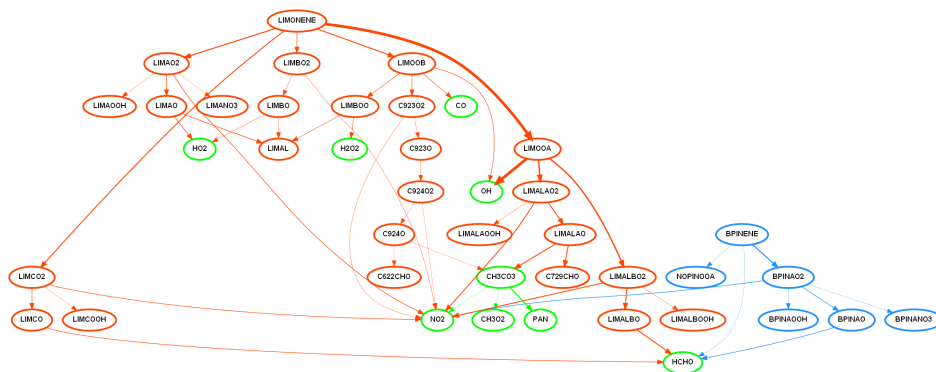 LIMONENE
LIMAO2
LIMBO2
LIMOOB
LIMAOOH
LIMAO
LIMANO3
LIMBO
LIMBOO
C923O2
CO
HO2
LIMAL
H2O2
C923O
LIMOOA
OH
C924O2
LIMALAO2
C924O
LIMALAOOH
LIMALAO
BPINENE
LIMCO2
C622CHO
CH3CO3
C729CHO
LIMALBO2
NOPINOOA
BPINAO2
LIMCO
LIMCOOH
NO2
CH3O2
PAN
LIMALBO
LIMALBOOH
BPINAOOH
BPINAO
BPINANO3
HCHO